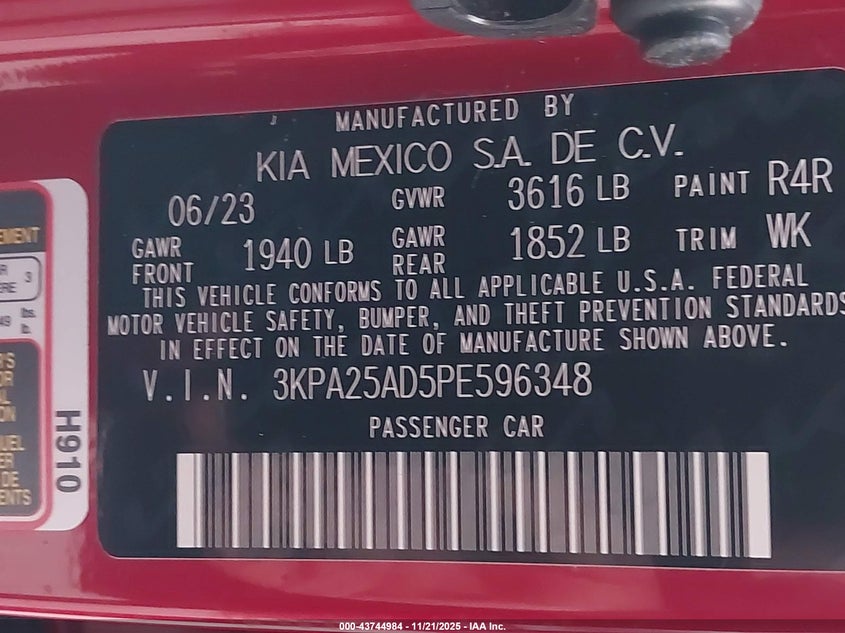 MANUFACTURED BY
KIA MEXICO S.A. DE C.V.
06/23 GVWR 3616 LB PAINT R4R
GAWR FRONT 1940 LB GAWR REAR 1852 LB TRIM WK
THIS VEHICLE CONFORMS TO ALL APPLICABLE U.S.A. FEDERAL
MOTOR VEHICLE SAFETY, BUMPER, AND THEFT PREVENTION STANDARDS
IN EFFECT ON THE DATE OF MANUFACTURE SHOWN ABOVE.
V.I.N. 3KPA25AD5PE596348
PASSENGER CAR
H910
000-43744984 - 11/21/2025 - IAA Inc.